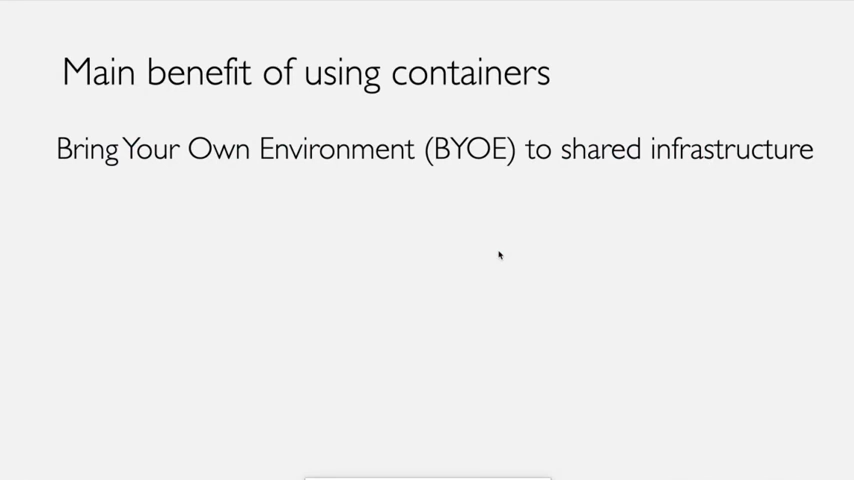 Main benefit of using containers
Bring Your Own Environment (BYOE) to shared infrastructure